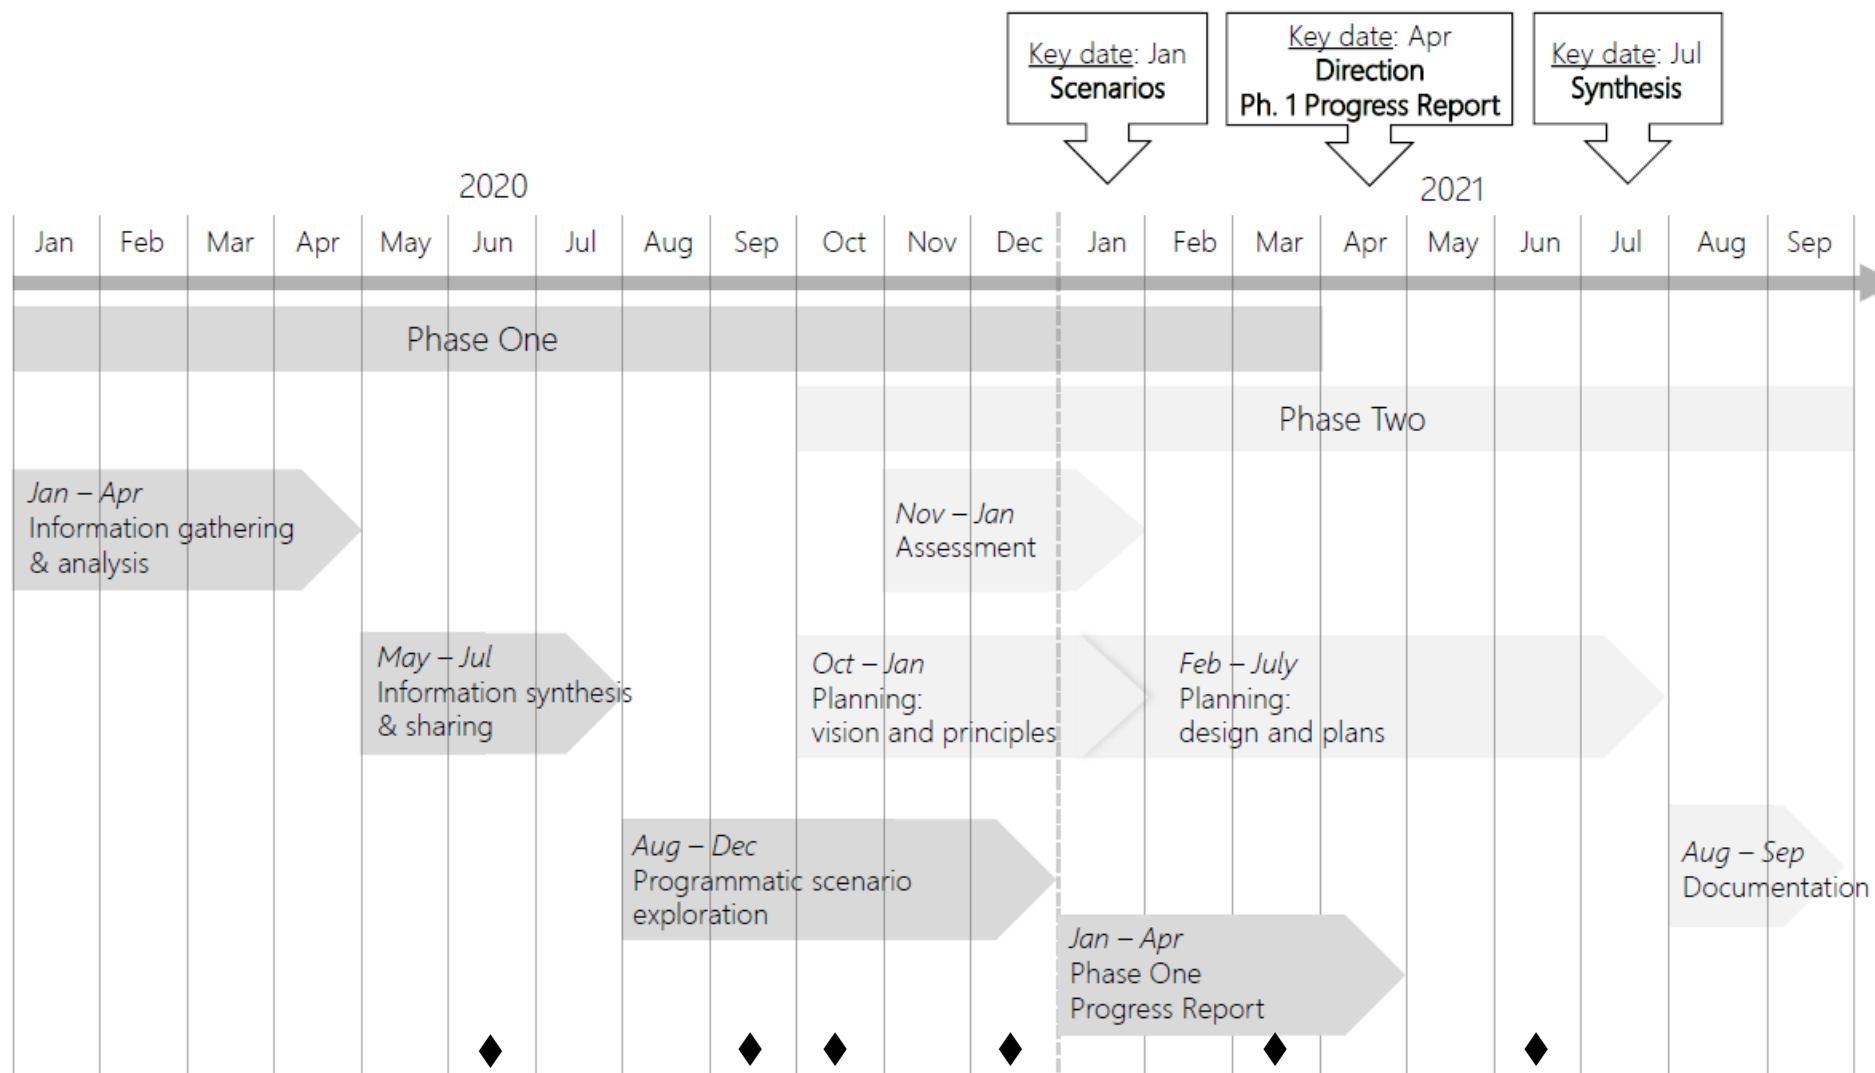 Key date: Jan
Scenarios
Key date: Apr
Direction
Ph. 1 Progress Report
Key date: Jul
Synthesis
2020
2021
Jan Feb Mar Apr May Jun Jul Aug Sep Oct Nov Dec Jan Feb Mar Apr May Jun Jul Aug Sep
Phase One
Phase Two
Jan – Apr
Information gathering
& analysis
Nov – Jan
Assessment
May – Jul
Information synthesis
& sharing
Oct – Jan
Planning:
vision and principles
Feb – July
Planning:
design and plans
Aug – Dec
Programmatic scenario
exploration
Aug – Sep
Documentation
Jan – Apr
Phase One
Progress Report